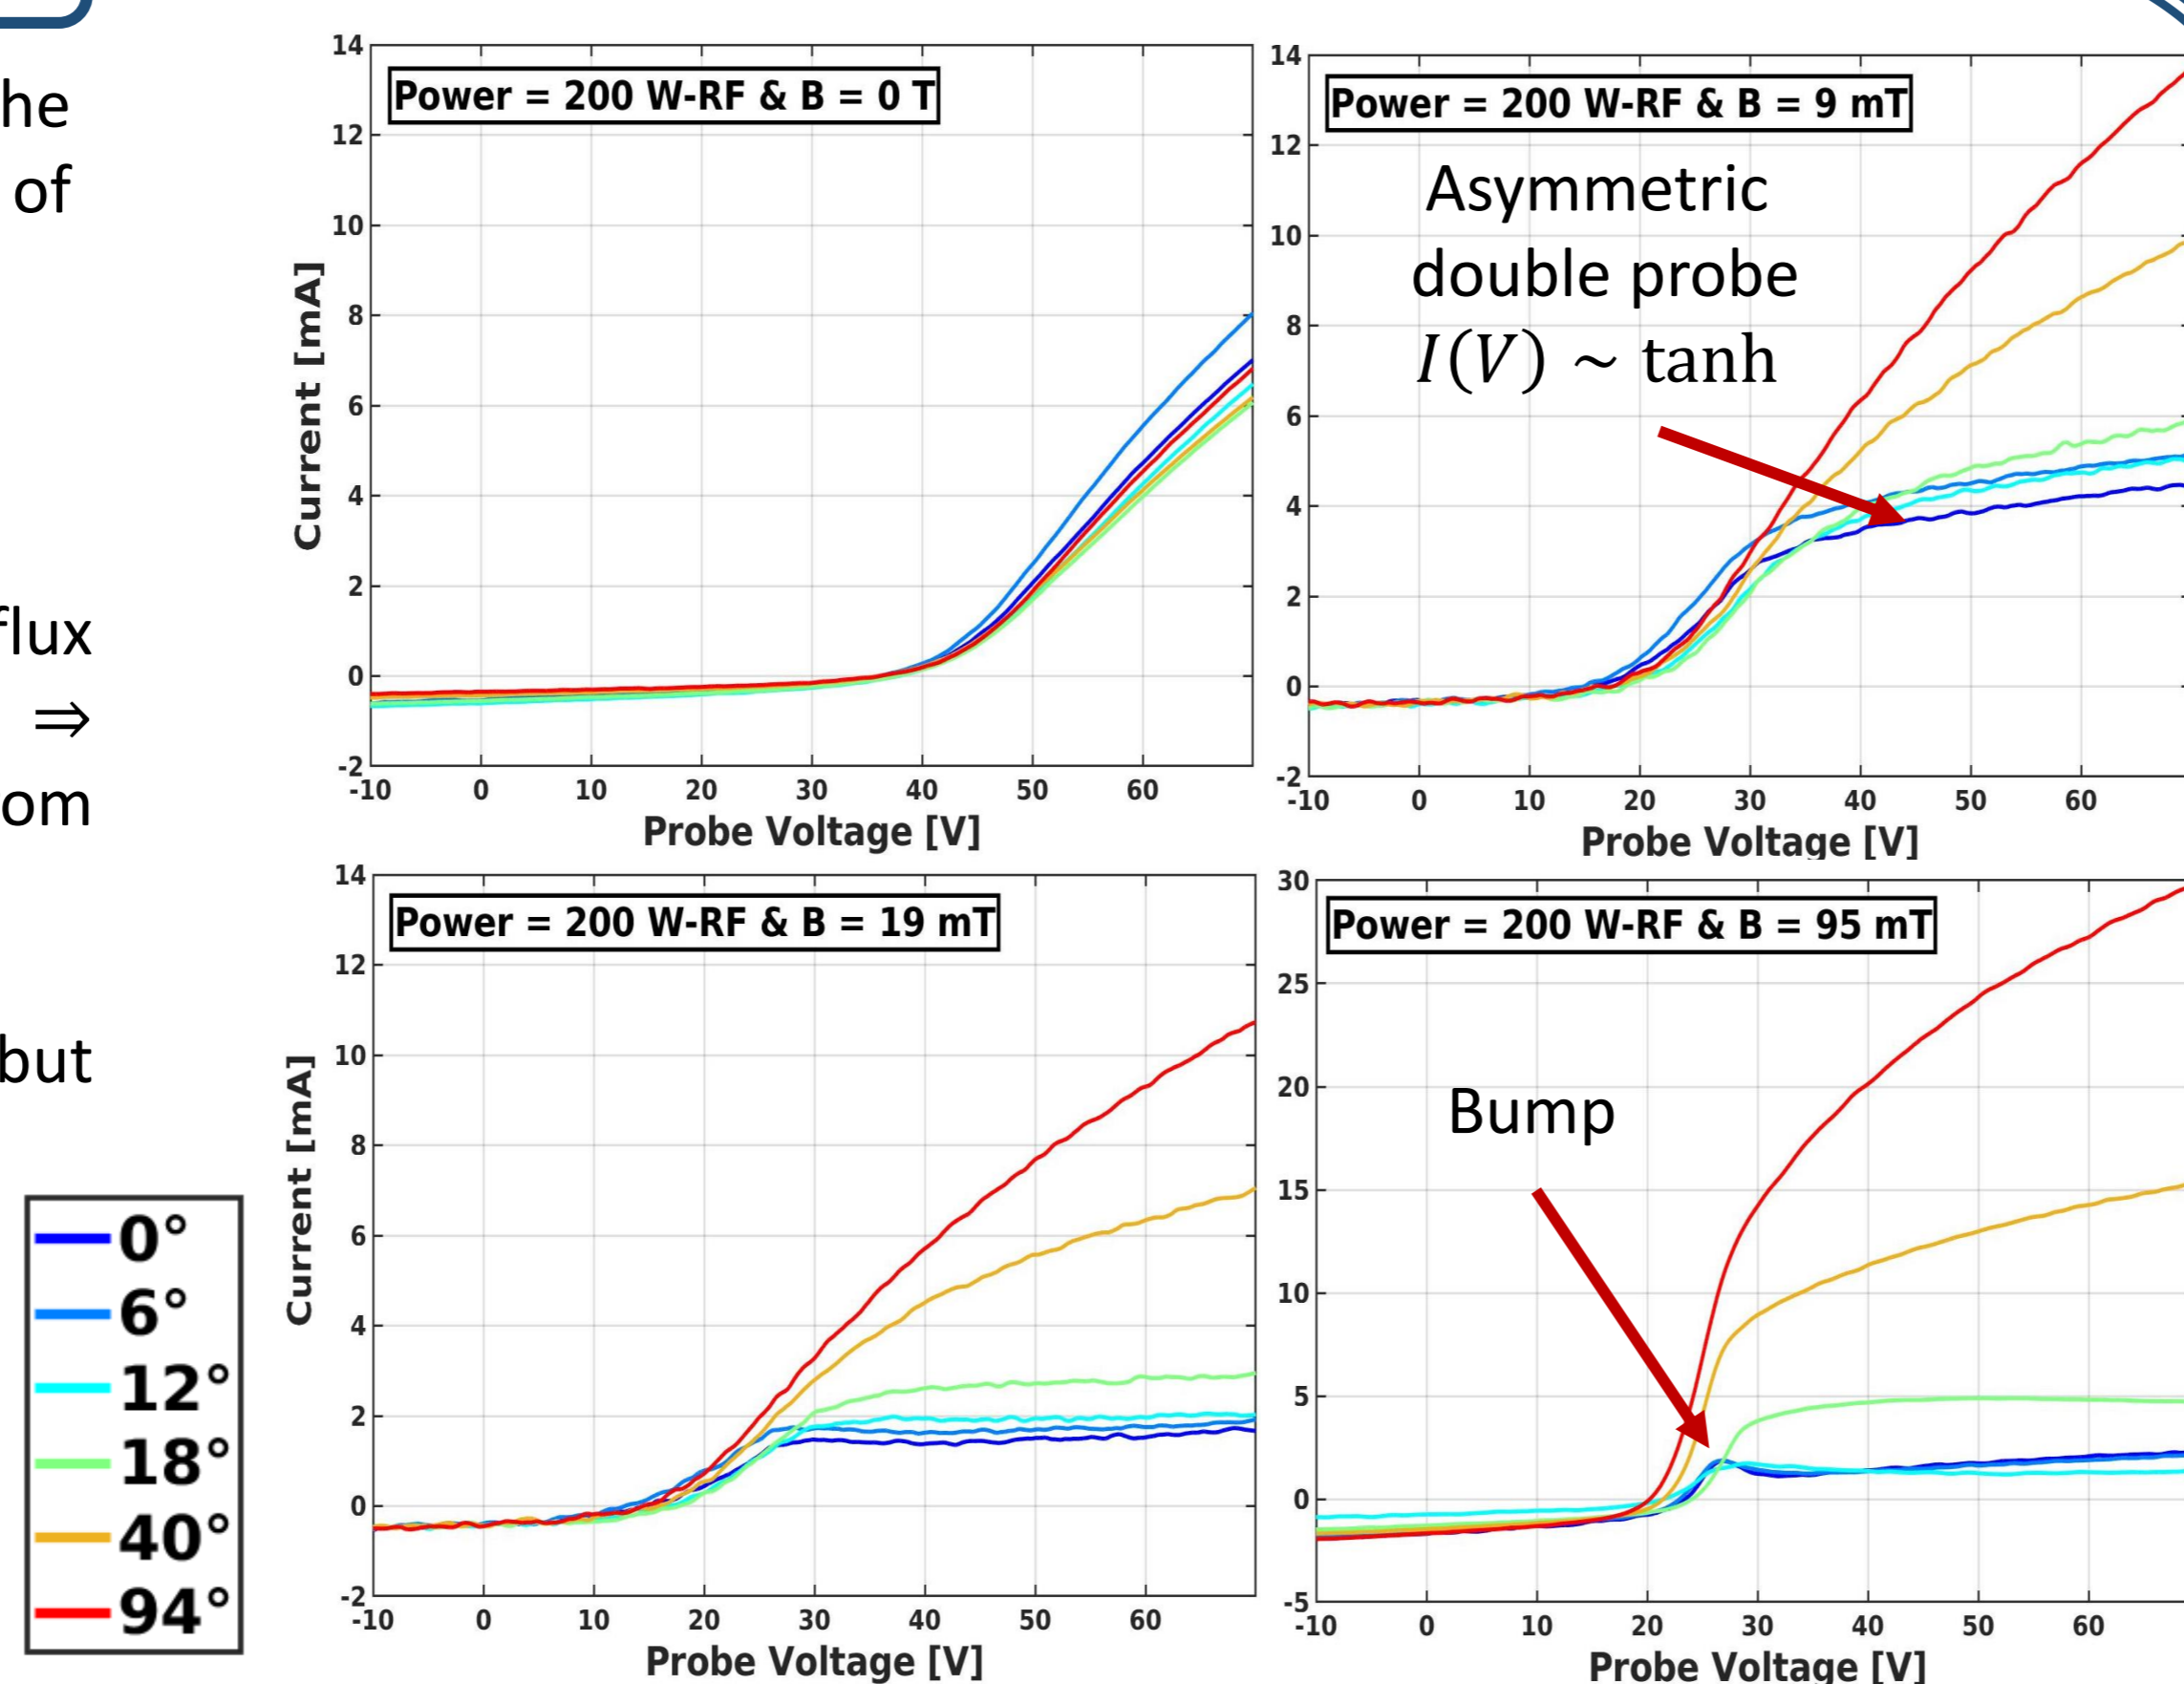 he
of
flux
⇒
om
but
0°
6°
12°
18°
40°
94°
Power = 200 W-RF & B = 0 T
14
12
10
8
6
4
2
0
-2
Current [mA]
-10 0 10 20 30 40 50 60
Probe Voltage [V]
Power = 200 W-RF & B = 9 mT
Asymmetric
double probe
I(V) ~ tanh
14
12
10
8
6
4
2
0
-2
-10 0 10 20 30 40 50 60
Probe Voltage [V]
Power = 200 W-RF & B = 19 mT
14
12
10
8
6
4
2
0
-2
Current [mA]
-10 0 10 20 30 40 50 60
Probe Voltage [V]
Power = 200 W-RF & B = 95 mT
Bump
30
25
20
15
10
5
0
-5
-10 0 10 20 30 40 50 60
Probe Voltage [V]